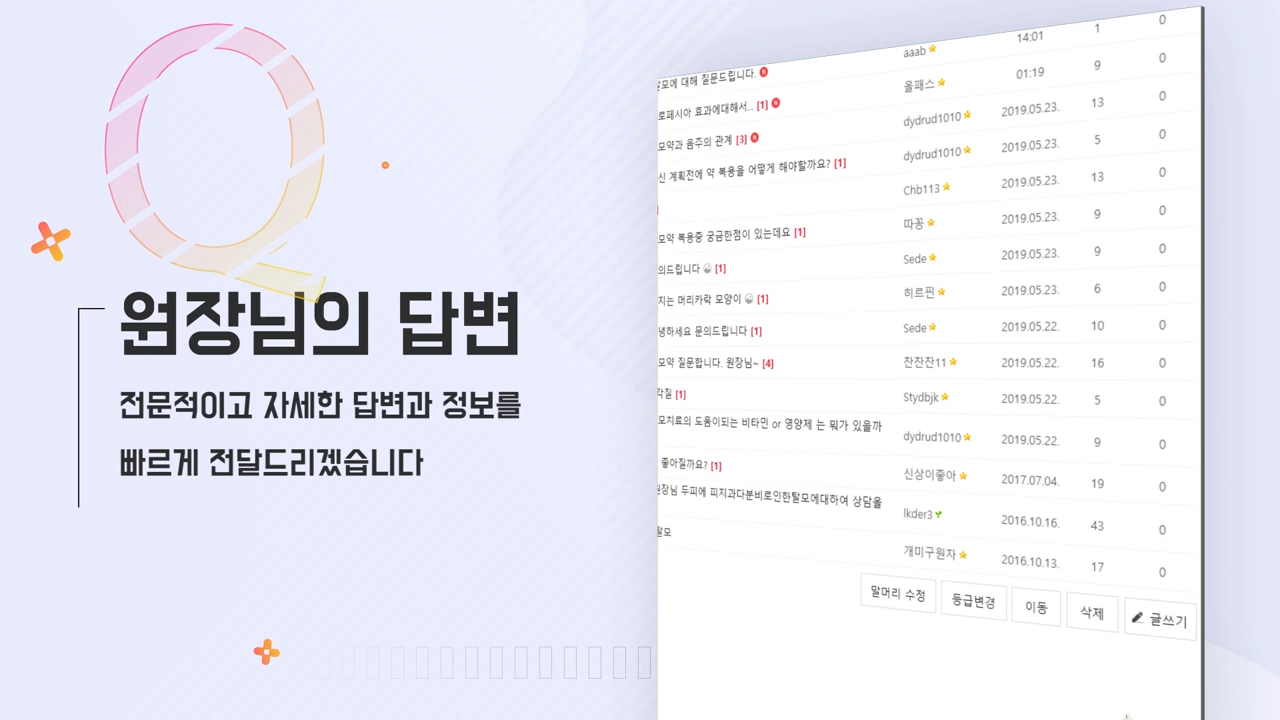 Q
원장님의 답변
전문적이고 자세한 답변과 정보를
빠르게 전달드리겠습니다
aaab 14:01 1 0
탈모에 대해 질문드립니다. N 올패스 01:19 9 0
로페시아 효과에대해서... [1] N dydrud1010 2019.05.23. 13 0
모약과 음주의 관계 [3] N dydrud1010 2019.05.23. 5 0
신 계획전에 약 복용을 어떻게 해야할까요? [1] Chb113 2019.05.23. 13 0
따꽁 2019.05.23. 9 0
모약 복용중 궁금한점이 있는데요 [1] Sede 2019.05.23. 9 0
의드립니다 [1] 히르핀 2019.05.23. 6 0
지는 머리카락 모양이 [1] Sede 2019.05.22. 10 0
녕하세요 문의드립니다 [1] 찬찬찬11 2019.05.22. 16 0
모약 질문합니다. 원장님~ [4] Stydbjk 2019.05.22. 5 0
각질 [1]
모치료의 도움이되는 비타민 or 영양제 는 뭐가 있을까 dydrud1010 2019.05.22. 9 0
좋아질까요? [1] 신상이좋아 2017.07.04. 19 0
원장님 두피에 피지과다분비로인한탈모에대하여 상담올 lkder3 2016.10.16. 43 0
탈모 개미구원자 2016.10.13. 17 0
말머리 수정 등급변경 이동 삭제 글쓰기